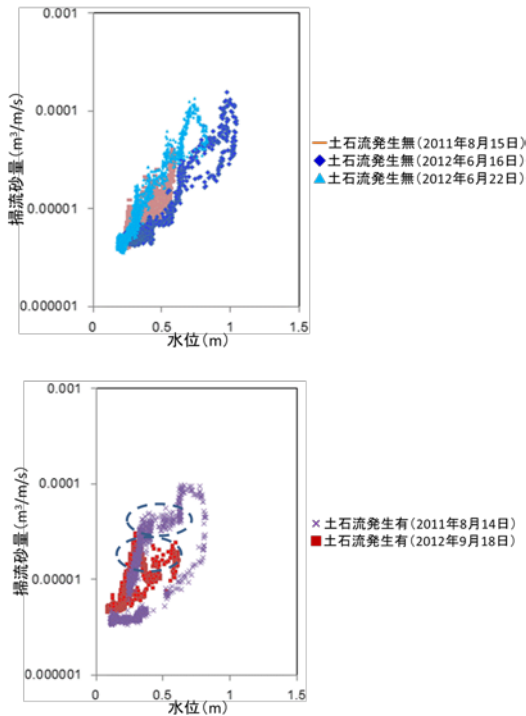 0.001
0.0001
0.00001
0.000001
掃流砂量(m³/m/s)
0
0.5
1
1.5
水位(m)
土石流発生無(2011年8月15日)
土石流発生無(2012年6月16日)
土石流発生無(2012年6月22日)
0.001
0.0001
0.00001
0.000001
掃流砂量(m³/m/s)
0
0.5
1
1.5
水位(m)
土石流発生有(2011年8月14日)
土石流発生有(2012年9月18日)